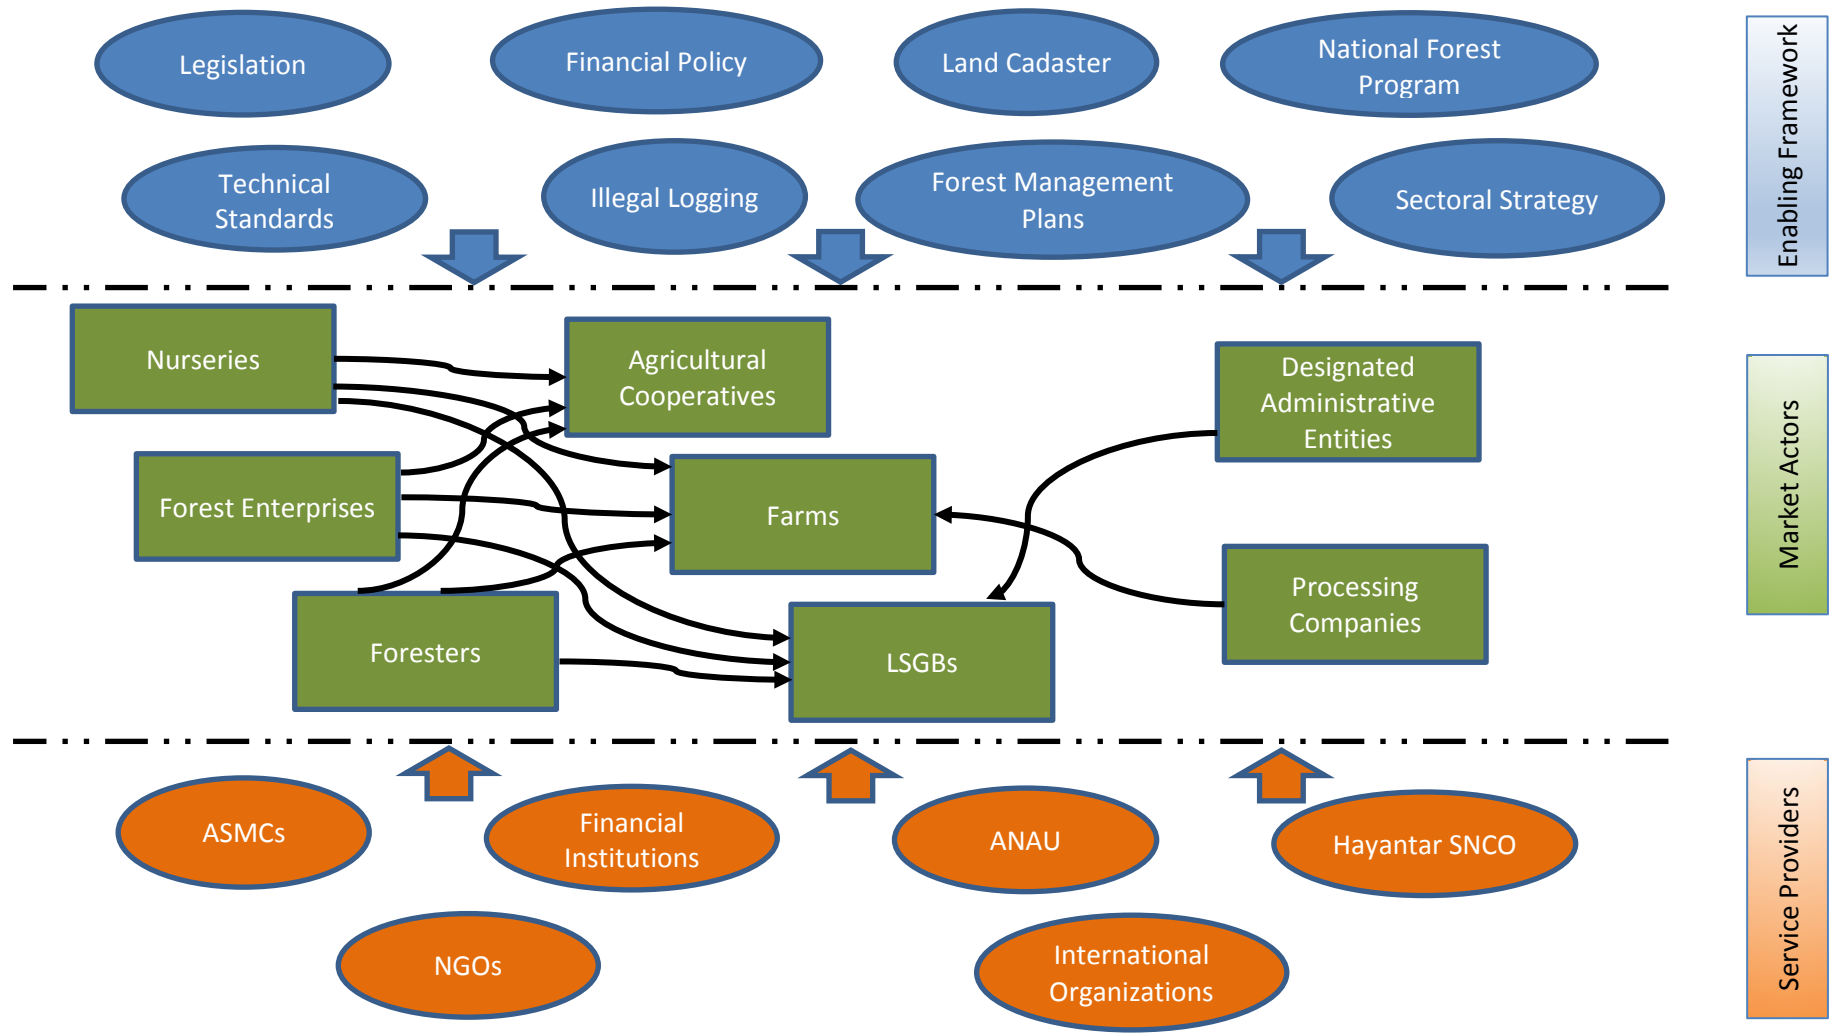 Legislation
Financial Policy
Land Cadaster
National Forest
Program
Enabling Framework
Technical
Standards
Illegal Logging
Forest Management
Plans
Sectoral Strategy
Nurseries
Agricultural
Cooperatives
Designated
Administrative
Entities
Market Actors
Forest Enterprises
Farms
Processing
Companies
Foresters
LSGBs
ASMCs
Financial
Institutions
ANAU
Hayantar SNCO
Service Providers
NGOs
International
Organizations